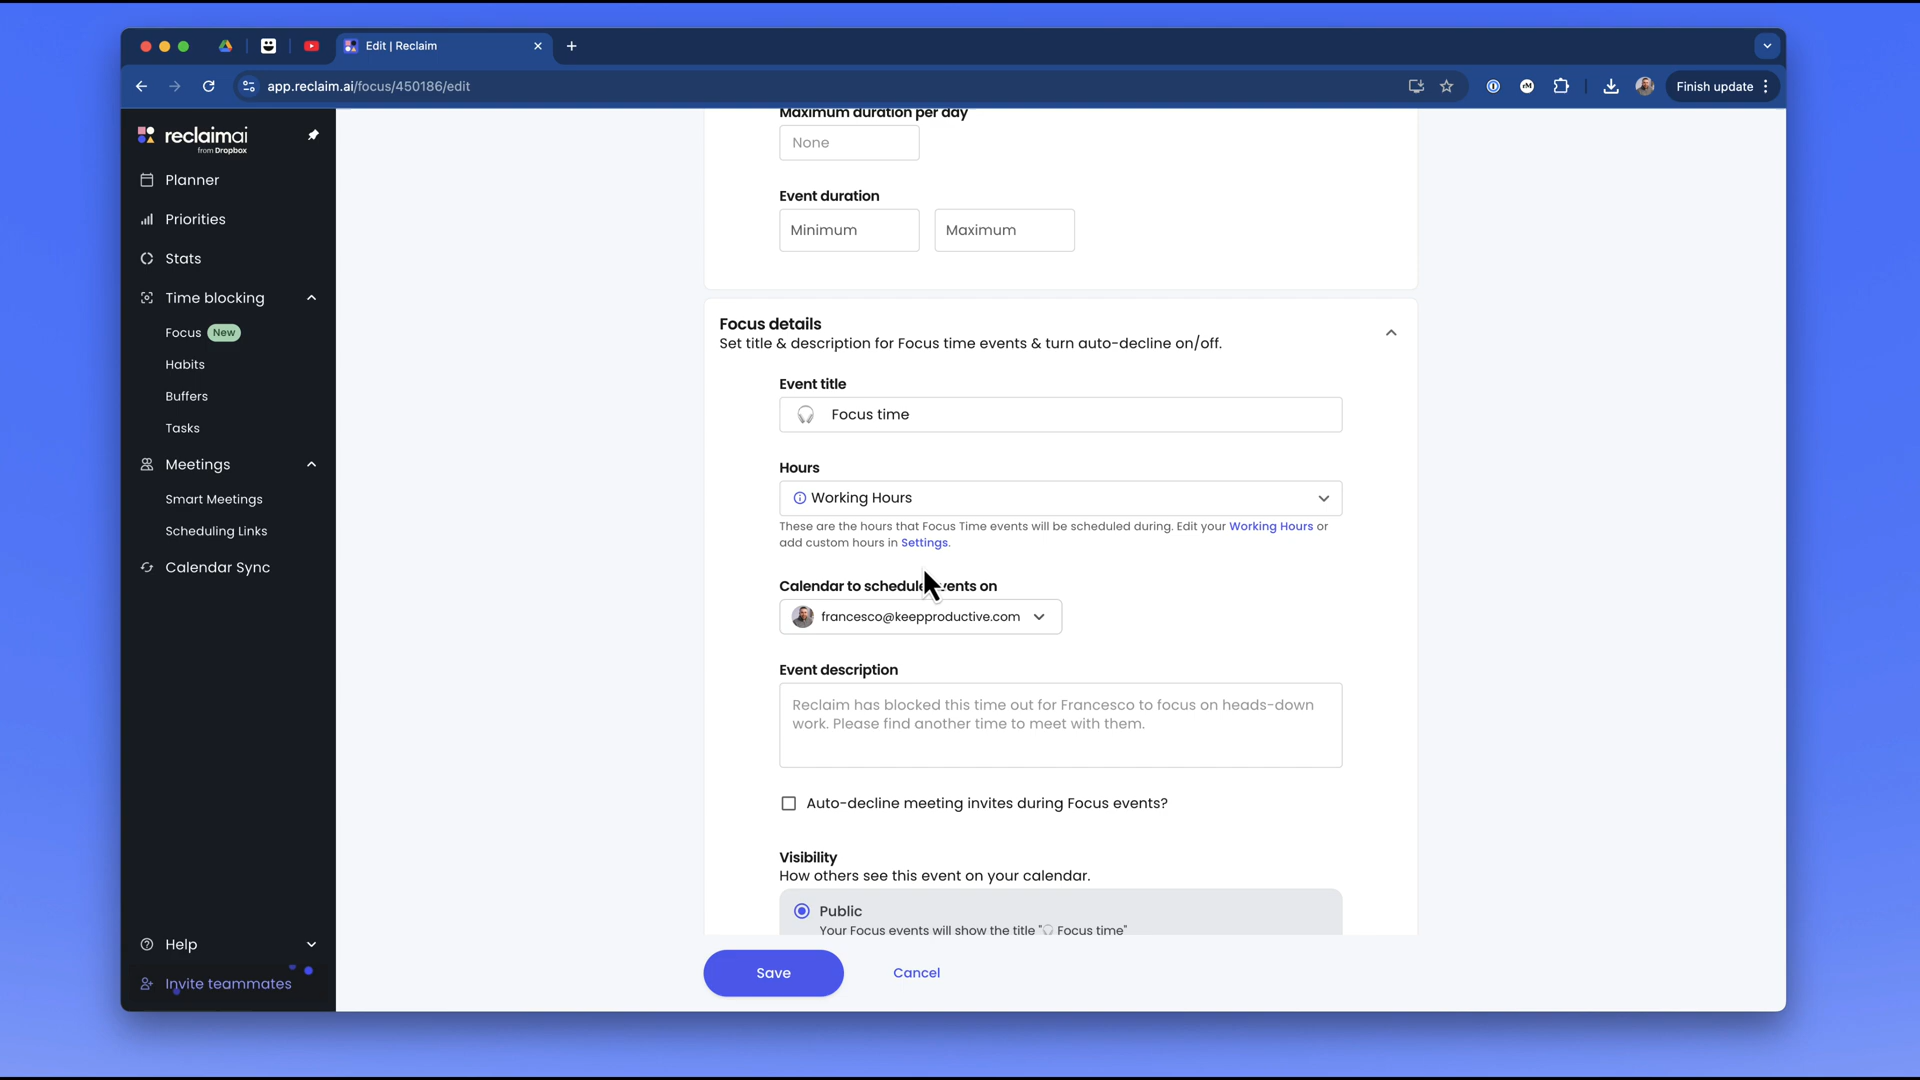 Edit | Reclaim
app.reclaim.ai/focus/450186/edit
Finish update
reclaimai
from Dropbox
Planner
Priorities
Stats
Time blocking
Focus New
Habits
Buffers
Tasks
Meetings
Smart Meetings
Scheduling Links
Calendar Sync
Help
Invite teammates
Maximum duration per day
None
Event duration
Minimum Maximum
Focus details
Set title & description for Focus time events & turn auto-decline on/off.
Event title
Focus time
Hours
Working Hours
These are the hours that Focus Time events will be scheduled during. Edit your Working Hours or
add custom hours in Settings.
Calendar to schedule events on
francesco@keepproductive.com
Event description
Reclaim has blocked this time out for Francesco to focus on heads-down
work. Please find another time to meet with them.
Auto-decline meeting invites during Focus events?
Visibility
How others see this event on your calendar.
Public
Your Focus events will show the title "🎧 Focus time"
Save Cancel